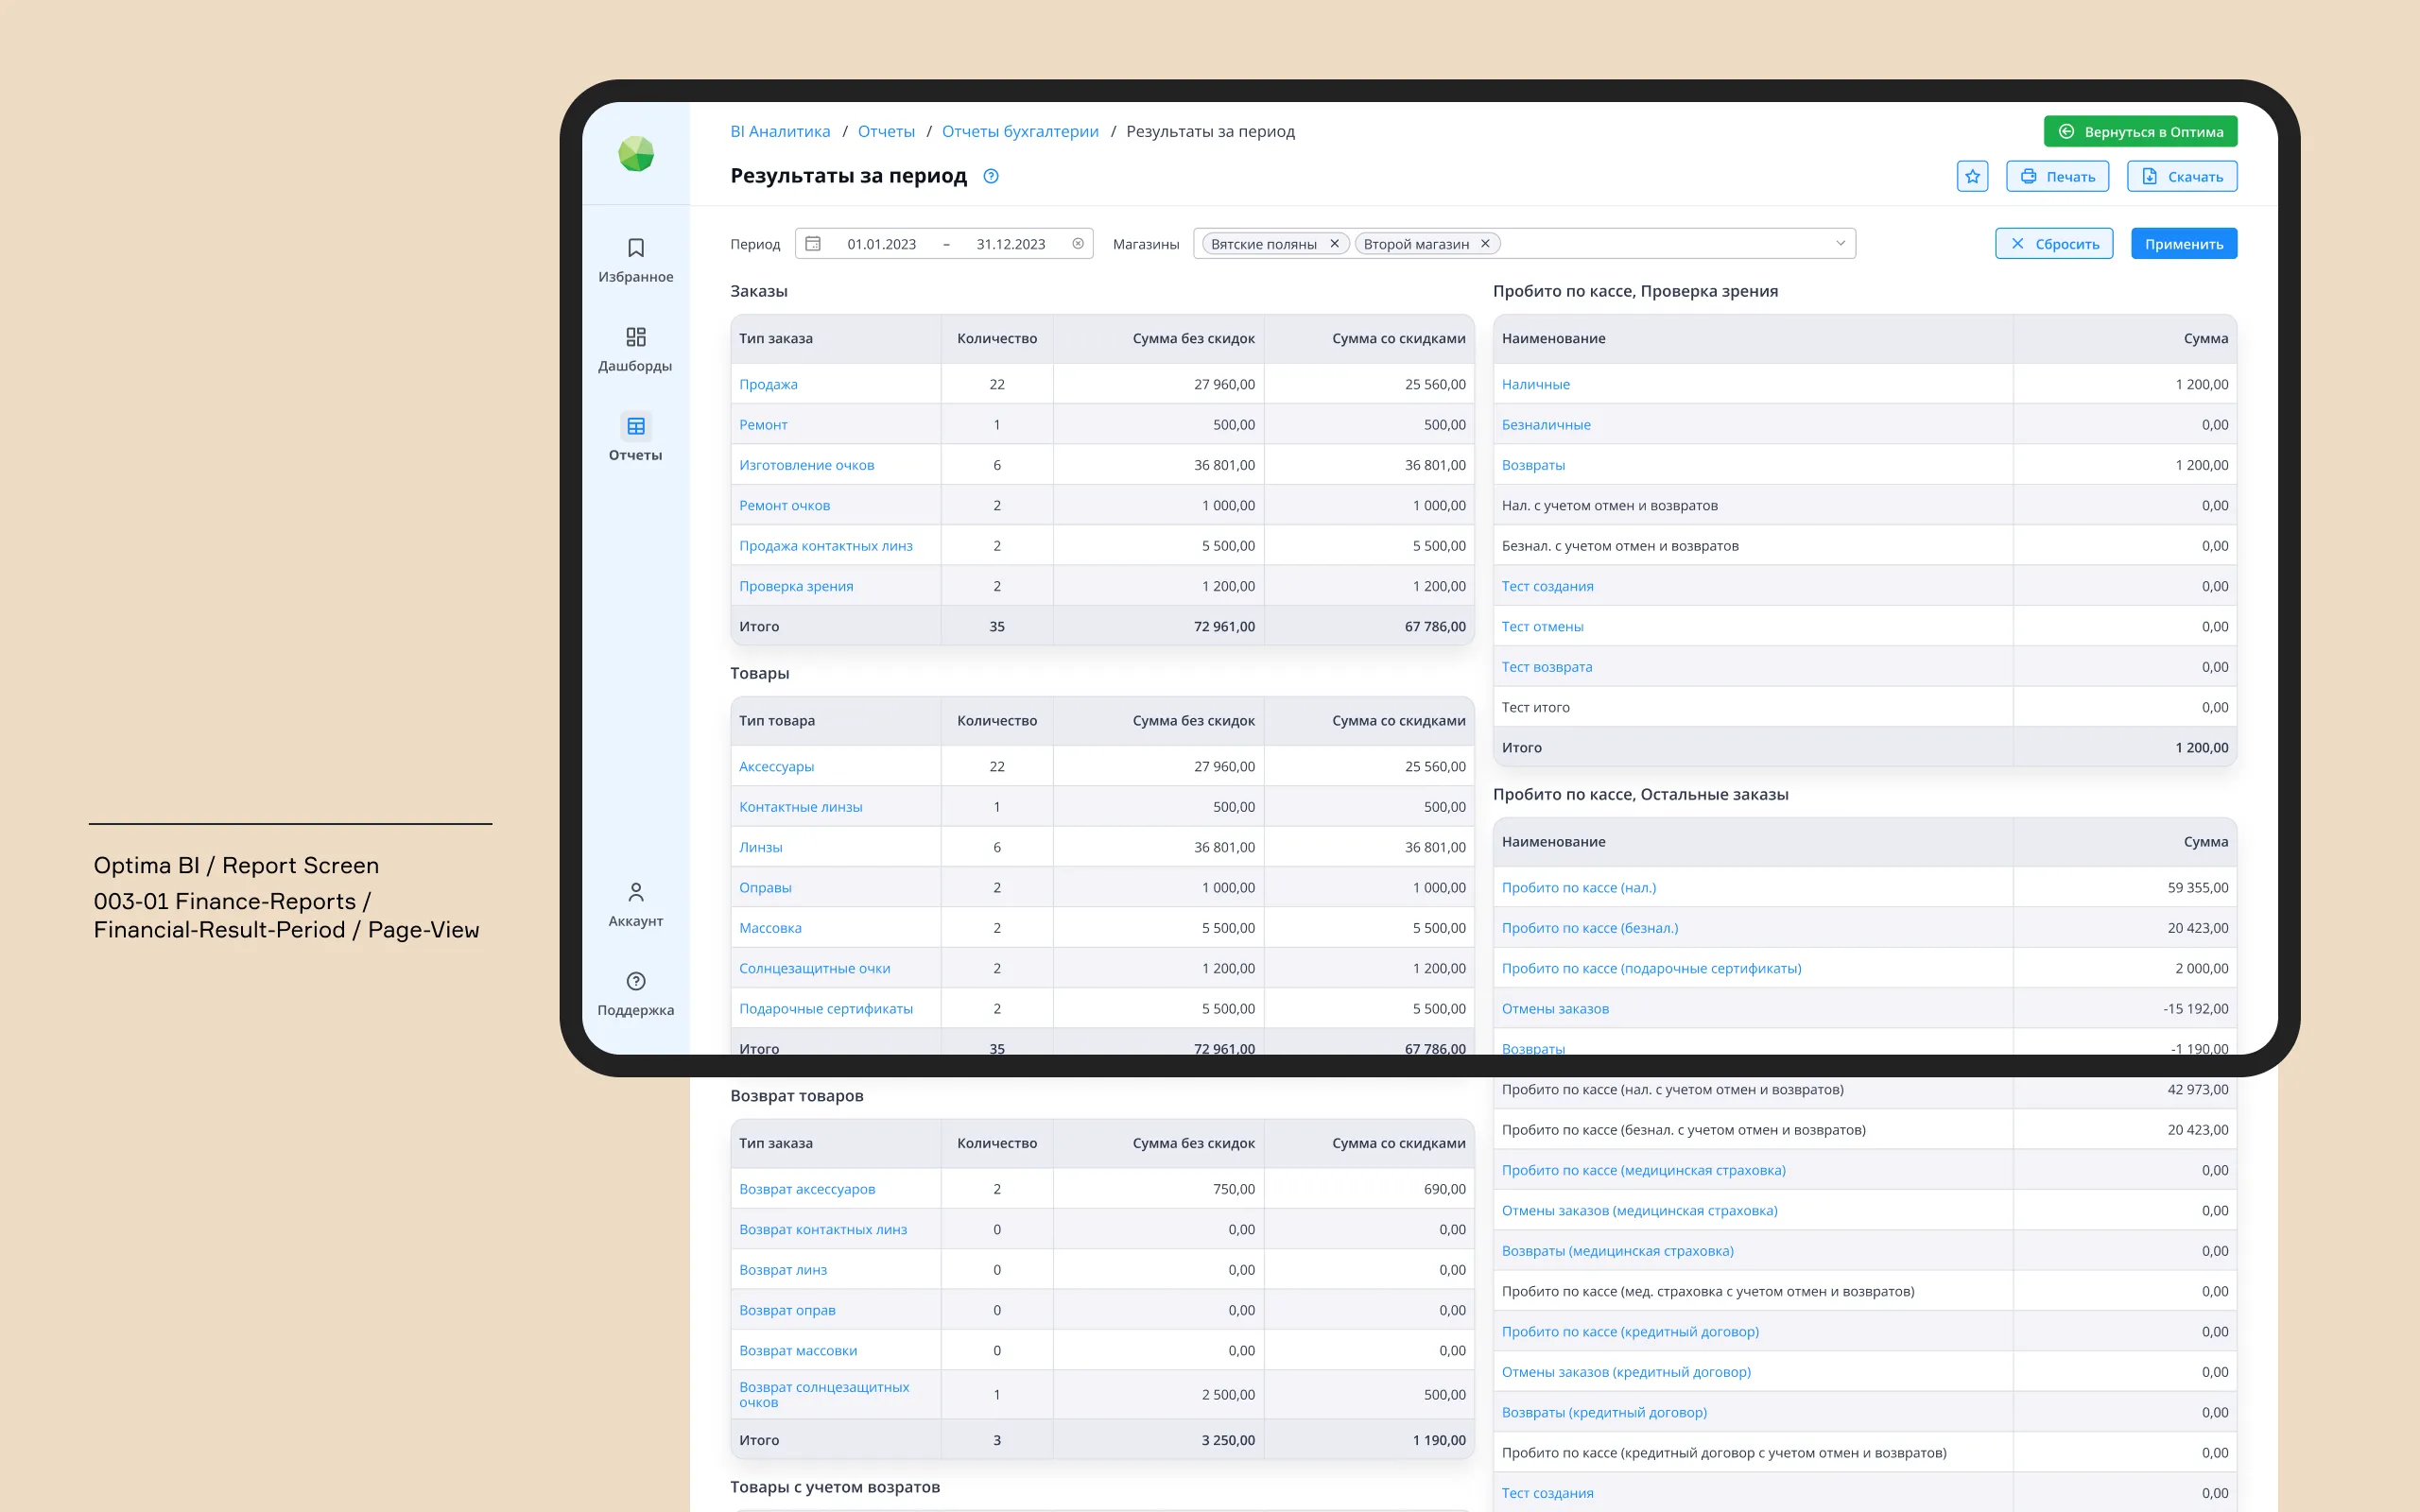 Optima BI / Report Screen
003-01 Finance-Reports /
Financial-Result-Period / Page-View
Избранное
Дашборды
Отчеты
Аккаунт
Поддержка
BI Аналитика / Отчеты / Отчеты бухгалтерии / Результаты за период
Вернуться в Оптима
Результаты за период
Печать
Скачать
Период 01.01.2023 – 31.12.2023 Магазины Вятские поляны Второй магазин
Сбросить
Применить
Заказы
Тип заказа Количество Сумма без скидок Сумма со скидками
Продажа 22 27 960,00 25 560,00
Ремонт 1 500,00 500,00
Изготовление очков 6 36 801,00 36 801,00
Ремонт очков 2 1 000,00 1 000,00
Продажа контактных линз 2 5 500,00 5 500,00
Проверка зрения 2 1 200,00 1 200,00
Итого 35 72 961,00 67 786,00
Товары
Тип товара Количество Сумма без скидок Сумма со скидками
Аксессуары 22 27 960,00 25 560,00
Контактные линзы 1 500,00 500,00
Линзы 6 36 801,00 36 801,00
Оправы 2 1 000,00 1 000,00
Массовка 2 5 500,00 5 500,00
Солнцезащитные очки 2 1 200,00 1 200,00
Подарочные сертификаты 2 5 500,00 5 500,00
Итого 35 72 961,00 67 786,00
Возврат товаров
Тип заказа Количество Сумма без скидок Сумма со скидками
Возврат аксессуаров 2 750,00 690,00
Возврат контактных линз 0 0,00 0,00
Возврат линз 0 0,00 0,00
Возврат оправ 0 0,00 0,00
Возврат массовки 0 0,00 0,00
Возврат солнцезащитных
очков 1 2 500,00 500,00
Итого 3 3 250,00 1 190,00
Товары с учетом возратов
Пробито по кассе, Проверка зрения
Наименование Сумма
Наличные 1 200,00
Безналичные 0,00
Возвраты 1 200,00
Нал. с учетом отмен и возвратов 0,00
Безнал. с учетом отмен и возвратов 0,00
Тест создания 0,00
Тест отмены 0,00
Тест возврата 0,00
Тест итого 0,00
Итого 1 200,00
Пробито по кассе, Остальные заказы
Наименование Сумма
Пробито по кассе (нал.) 59 355,00
Пробито по кассе (безнал.) 20 423,00
Пробито по кассе (подарочные сертификаты) 2 000,00
Отмены заказов -15 192,00
Возвраты -1 190,00
Пробито по кассе (нал. с учетом отмен и возвратов) 42 973,00
Пробито по кассе (безнал. с учетом отмен и возвратов) 20 423,00
Пробито по кассе (медицинская страховка) 0,00
Отмены заказов (медицинская страховка) 0,00
Возвраты (медицинская страховка) 0,00
Пробито по кассе (мед. страховка с учетом отмен и возвратов) 0,00
Пробито по кассе (кредитный договор) 0,00
Отмены заказов (кредитный договор) 0,00
Возвраты (кредитный договор) 0,00
Пробито по кассе (кредитный договор с учетом отмен и возвратов) 0,00
Тест создания 0,00